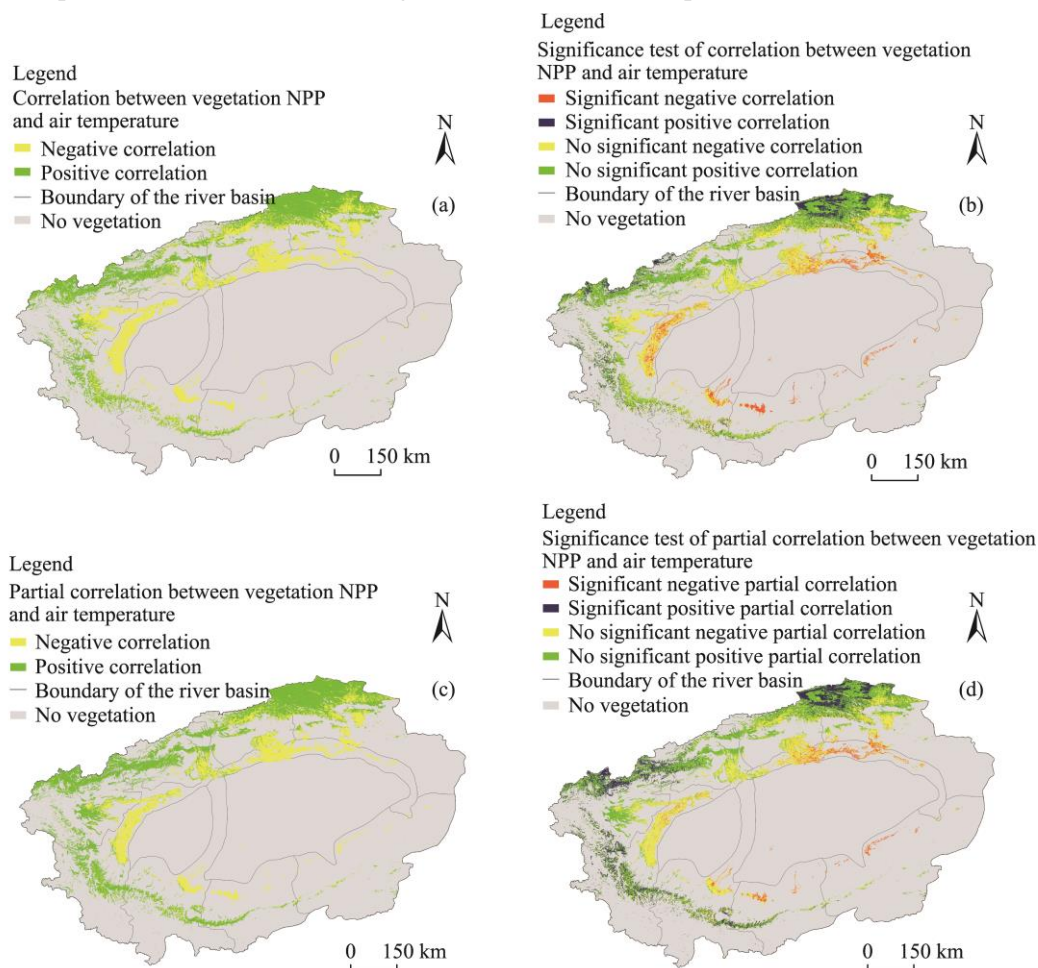 Legend
Correlation between vegetation NPP
and air temperature
Negative correlation
Positive correlation
Boundary of the river basin
No vegetation
N
(a)
0 150 km
Legend
Significance test of correlation between vegetation
NPP and air temperature
Significant negative correlation
Significant positive correlation
No significant negative correlation
No significant positive correlation
Boundary of the river basin
No vegetation
N
(b)
0 150 km
Legend
Partial correlation between vegetation NPP
and air temperature
Negative correlation
Positive correlation
Boundary of the river basin
No vegetation
N
(c)
0 150 km
Legend
Significance test of partial correlation between vegetation
NPP and air temperature
Significant negative partial correlation
Significant positive partial correlation
No significant negative partial correlation
No significant positive partial correlation
Boundary of the river basin
No vegetation
N
(d)
0 150 km